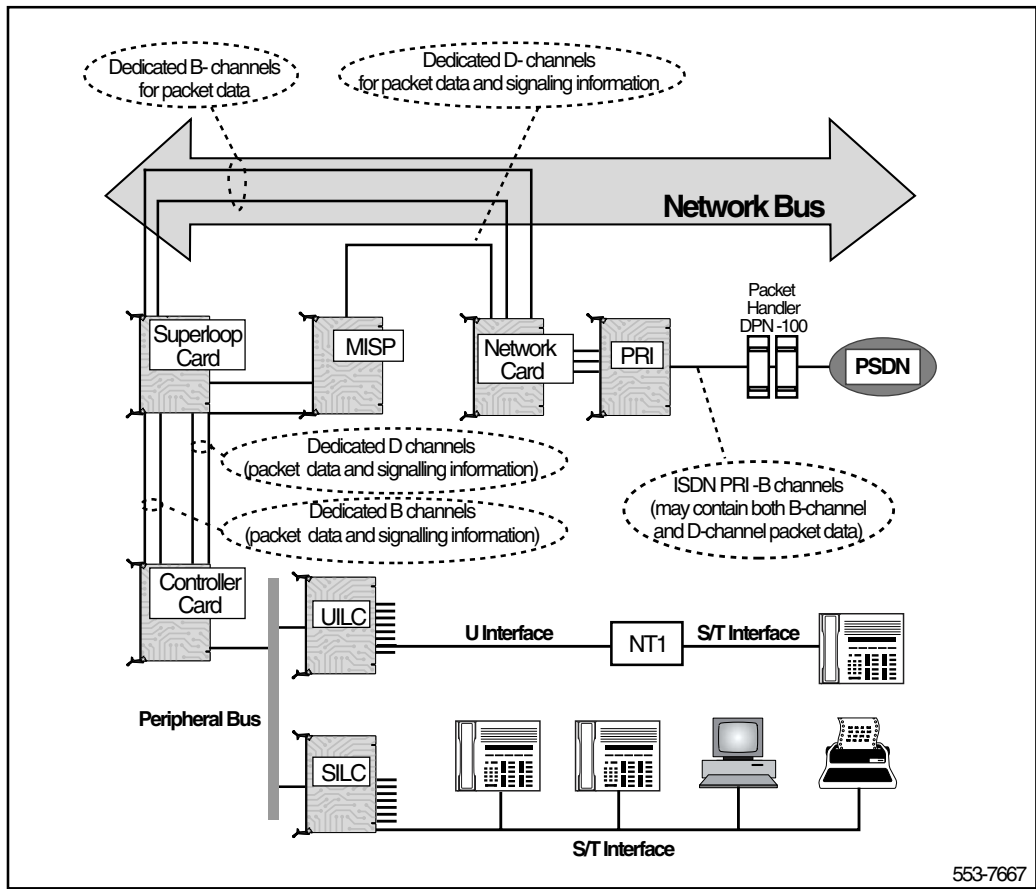 Dedicated B- channels
for packet data
Dedicated D- channels
for packet data and signaling information
Network Bus
Superloop
Card
MISP
Network
Card
PRI
Packet
Handler
DPN -100
PSDN
Dedicated D channels
(packet data and signalling information)
Dedicated B channels
(packet data and signalling information)
ISDN PRI -B channels
(may contain both B-channel
and D-channel packet data)
Controller
Card
UILC
U Interface
NT1
S/T Interface
Peripheral Bus
SILC
S/T Interface
553-7667